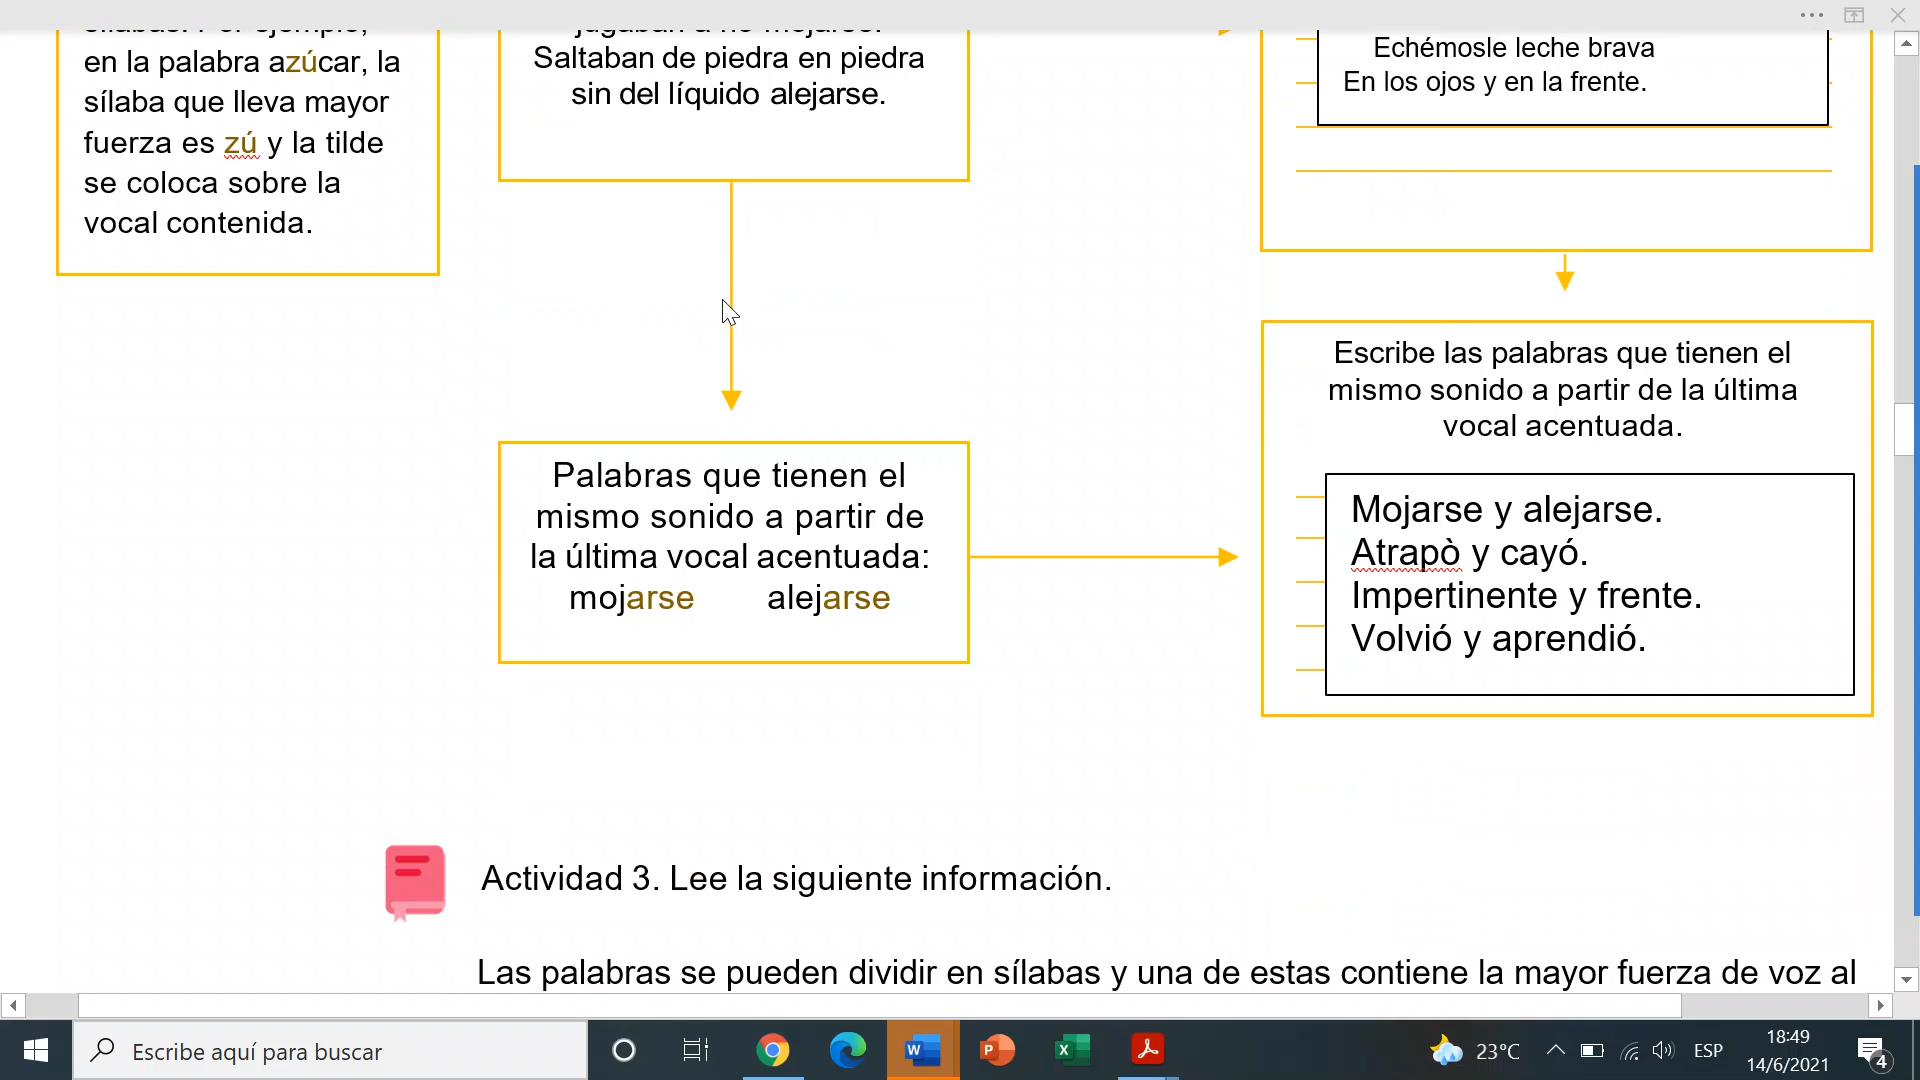 en la palabra azúcar, la
sílaba que lleva mayor
fuerza es zú y la tilde
se coloca sobre la
vocal contenida.
jugaban a no mojarse.
Saltaban de piedra en piedra
sin del líquido alejarse.
Echémosle leche brava
En los ojos y en la frente.
Palabras que tienen el
mismo sonido a partir de
la última vocal acentuada:
mojarse alejarse
Escribe las palabras que tienen el
mismo sonido a partir de la última
vocal acentuada.
Mojarse y alejarse.
Atrapò y cayó.
Impertinente y frente.
Volvió y aprendió.
Actividad 3. Lee la siguiente información.
Las palabras se pueden dividir en sílabas y una de estas contiene la mayor fuerza de voz al
Escribe aquí para buscar
W
P
X
23°C
ESP
18:49
14/6/2021
4